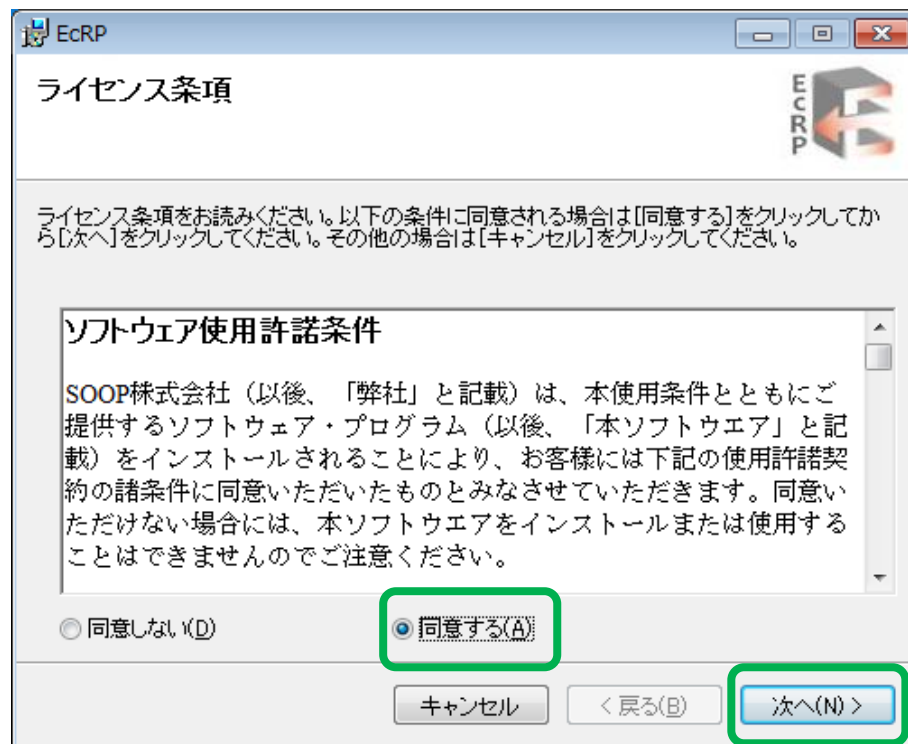 EcRP
ライセンス条項
EcRP
ライセンス条項をお読みください。以下の条件に同意される場合は[同意する]をクリックしてか
ら[次へ]をクリックしてください。その他の場合は[キャンセル]をクリックしてください。
ソフトウェア使用許諾条件
SOOP株式会社（以後、「弊社」と記載）は、本使用条件とともにご
提供するソフトウェア・プログラム（以後、「本ソフトウエア」と記
載）をインストールされることにより、お客様には下記の使用許諾契
約の諸条件に同意いただいたものとみなさせていただきます。同意い
ただけない場合には、本ソフトウエアをインストールまたは使用する
ことはできませんのでご注意ください。
同意しない(D)
同意する(A)
キャンセル
< 戻る(B)
次へ(N) >